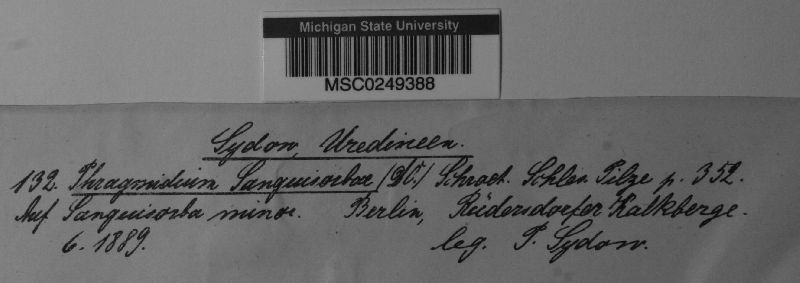 Michigan State University
MSC0249388
Sydow, Uredineen.
132. Phragmidium Sanguisorbae (DC.) Schroet. Schles. Pilze p. 352.
Auf Sanguisorba minor. Berlin, Rüdersdorfer Kalkberge.
6. 1889. leg. P. Sydow.